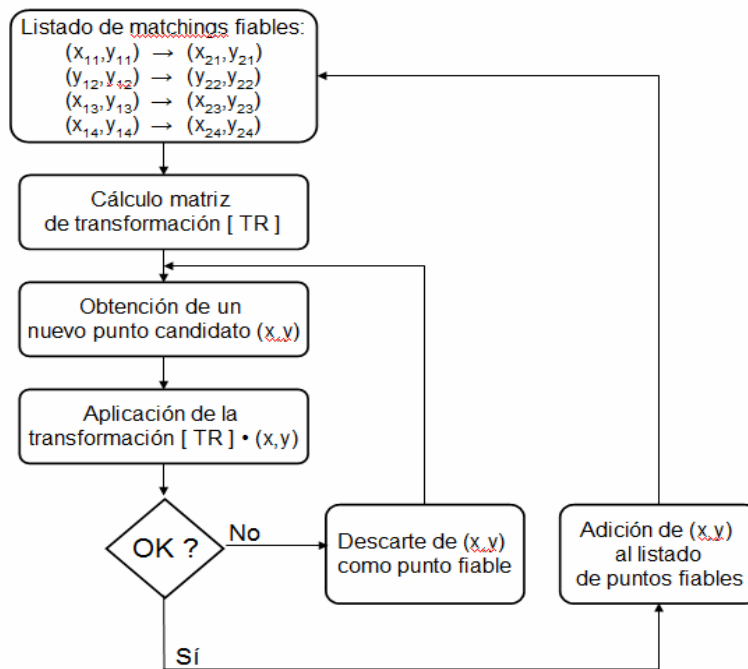 Listado de matchings fiables:
(x₁₁,y₁₁) → (x₂₁,y₂₁)
(y₁₂,y₁₂) → (y₂₂,y₂₂)
(x₁₃,y₁₃) → (x₂₃,y₂₃)
(x₁₄,y₁₄) → (x₂₄,y₂₄)
Cálculo matriz
de transformación [ TR ]
Obtención de un
nuevo punto candidato (x,y)
Aplicación de la
transformación [ TR ] • (x,y)
OK ?
No
Descarte de (x,y)
como punto fiable
Adición de (x,y)
al listado
de puntos fiables
Sí